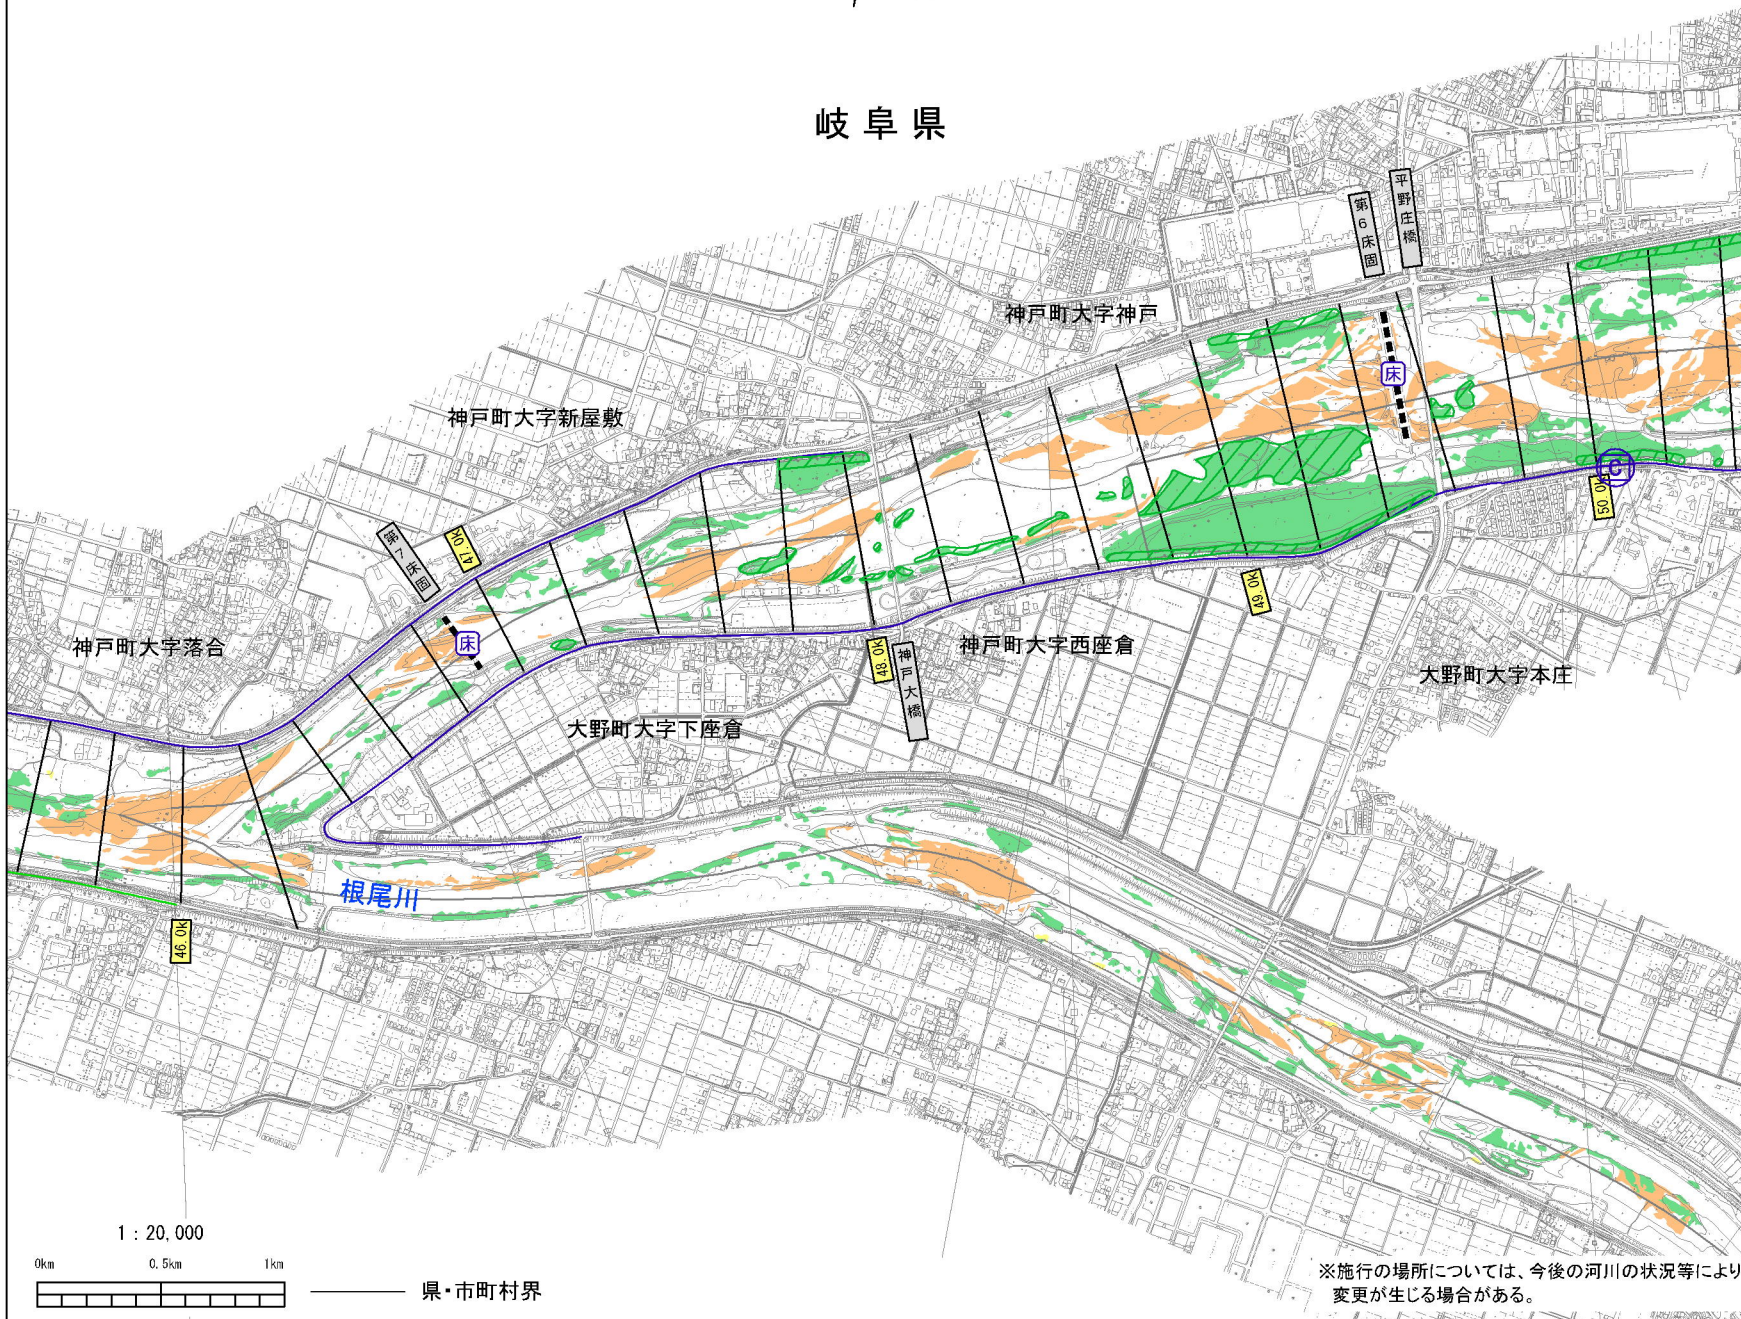 岐阜県
平野庄橋
第6床固
神戸町大字神戸
床
神戸町大字新屋敷
C
50.0k
第7床固
47.0k
49.0k
神戸町大字落合
床
48.0k
神戸大橋
神戸町大字西座倉
大野町大字本庄
大野町大字下座倉
根尾川
46.0k
1:20,000
0km 0.5km 1km
県・市町村界
※施行の場所については、今後の河川の状況等により
変更が生じる場合がある。